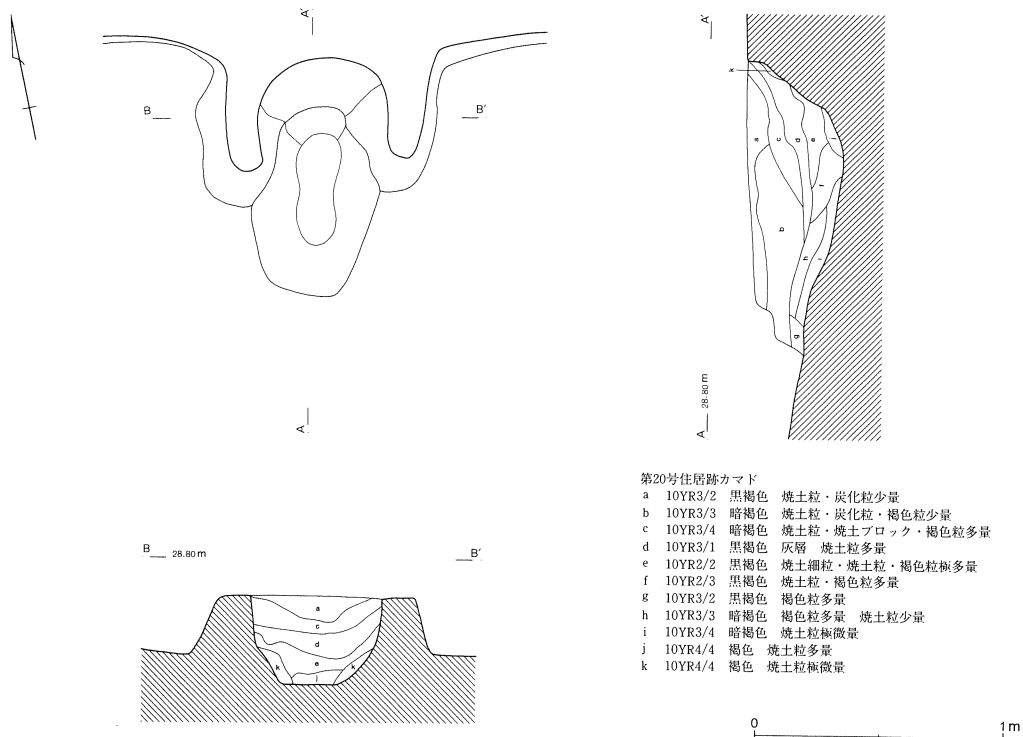 A'
B
B'
A
A'
k
a
c
d
e
j
f
b
h
i
g
A 28.80m
B 28.80m
B'
a
c
d
e
k
k
j
第20号住居跡カマド
a 10YR3/2 黒褐色 焼土粒・炭化粒少量
b 10YR3/3 暗褐色 焼土粒・炭化粒・褐色粒少量
c 10YR3/4 暗褐色 焼土粒・焼土ブロック・褐色粒多量
d 10YR3/1 黒褐色 灰層 焼土粒多量
e 10YR2/2 黒褐色 焼土細粒・焼土粒・褐色粒極多量
f 10YR2/3 黒褐色 焼土粒・褐色粒多量
g 10YR3/2 黒褐色 褐色粒多量
h 10YR3/3 暗褐色 褐色粒多量 焼土粒少量
i 10YR3/4 暗褐色 焼土粒極微量
j 10YR4/4 褐色 焼土粒多量
k 10YR4/4 褐色 焼土粒極微量
0 1m